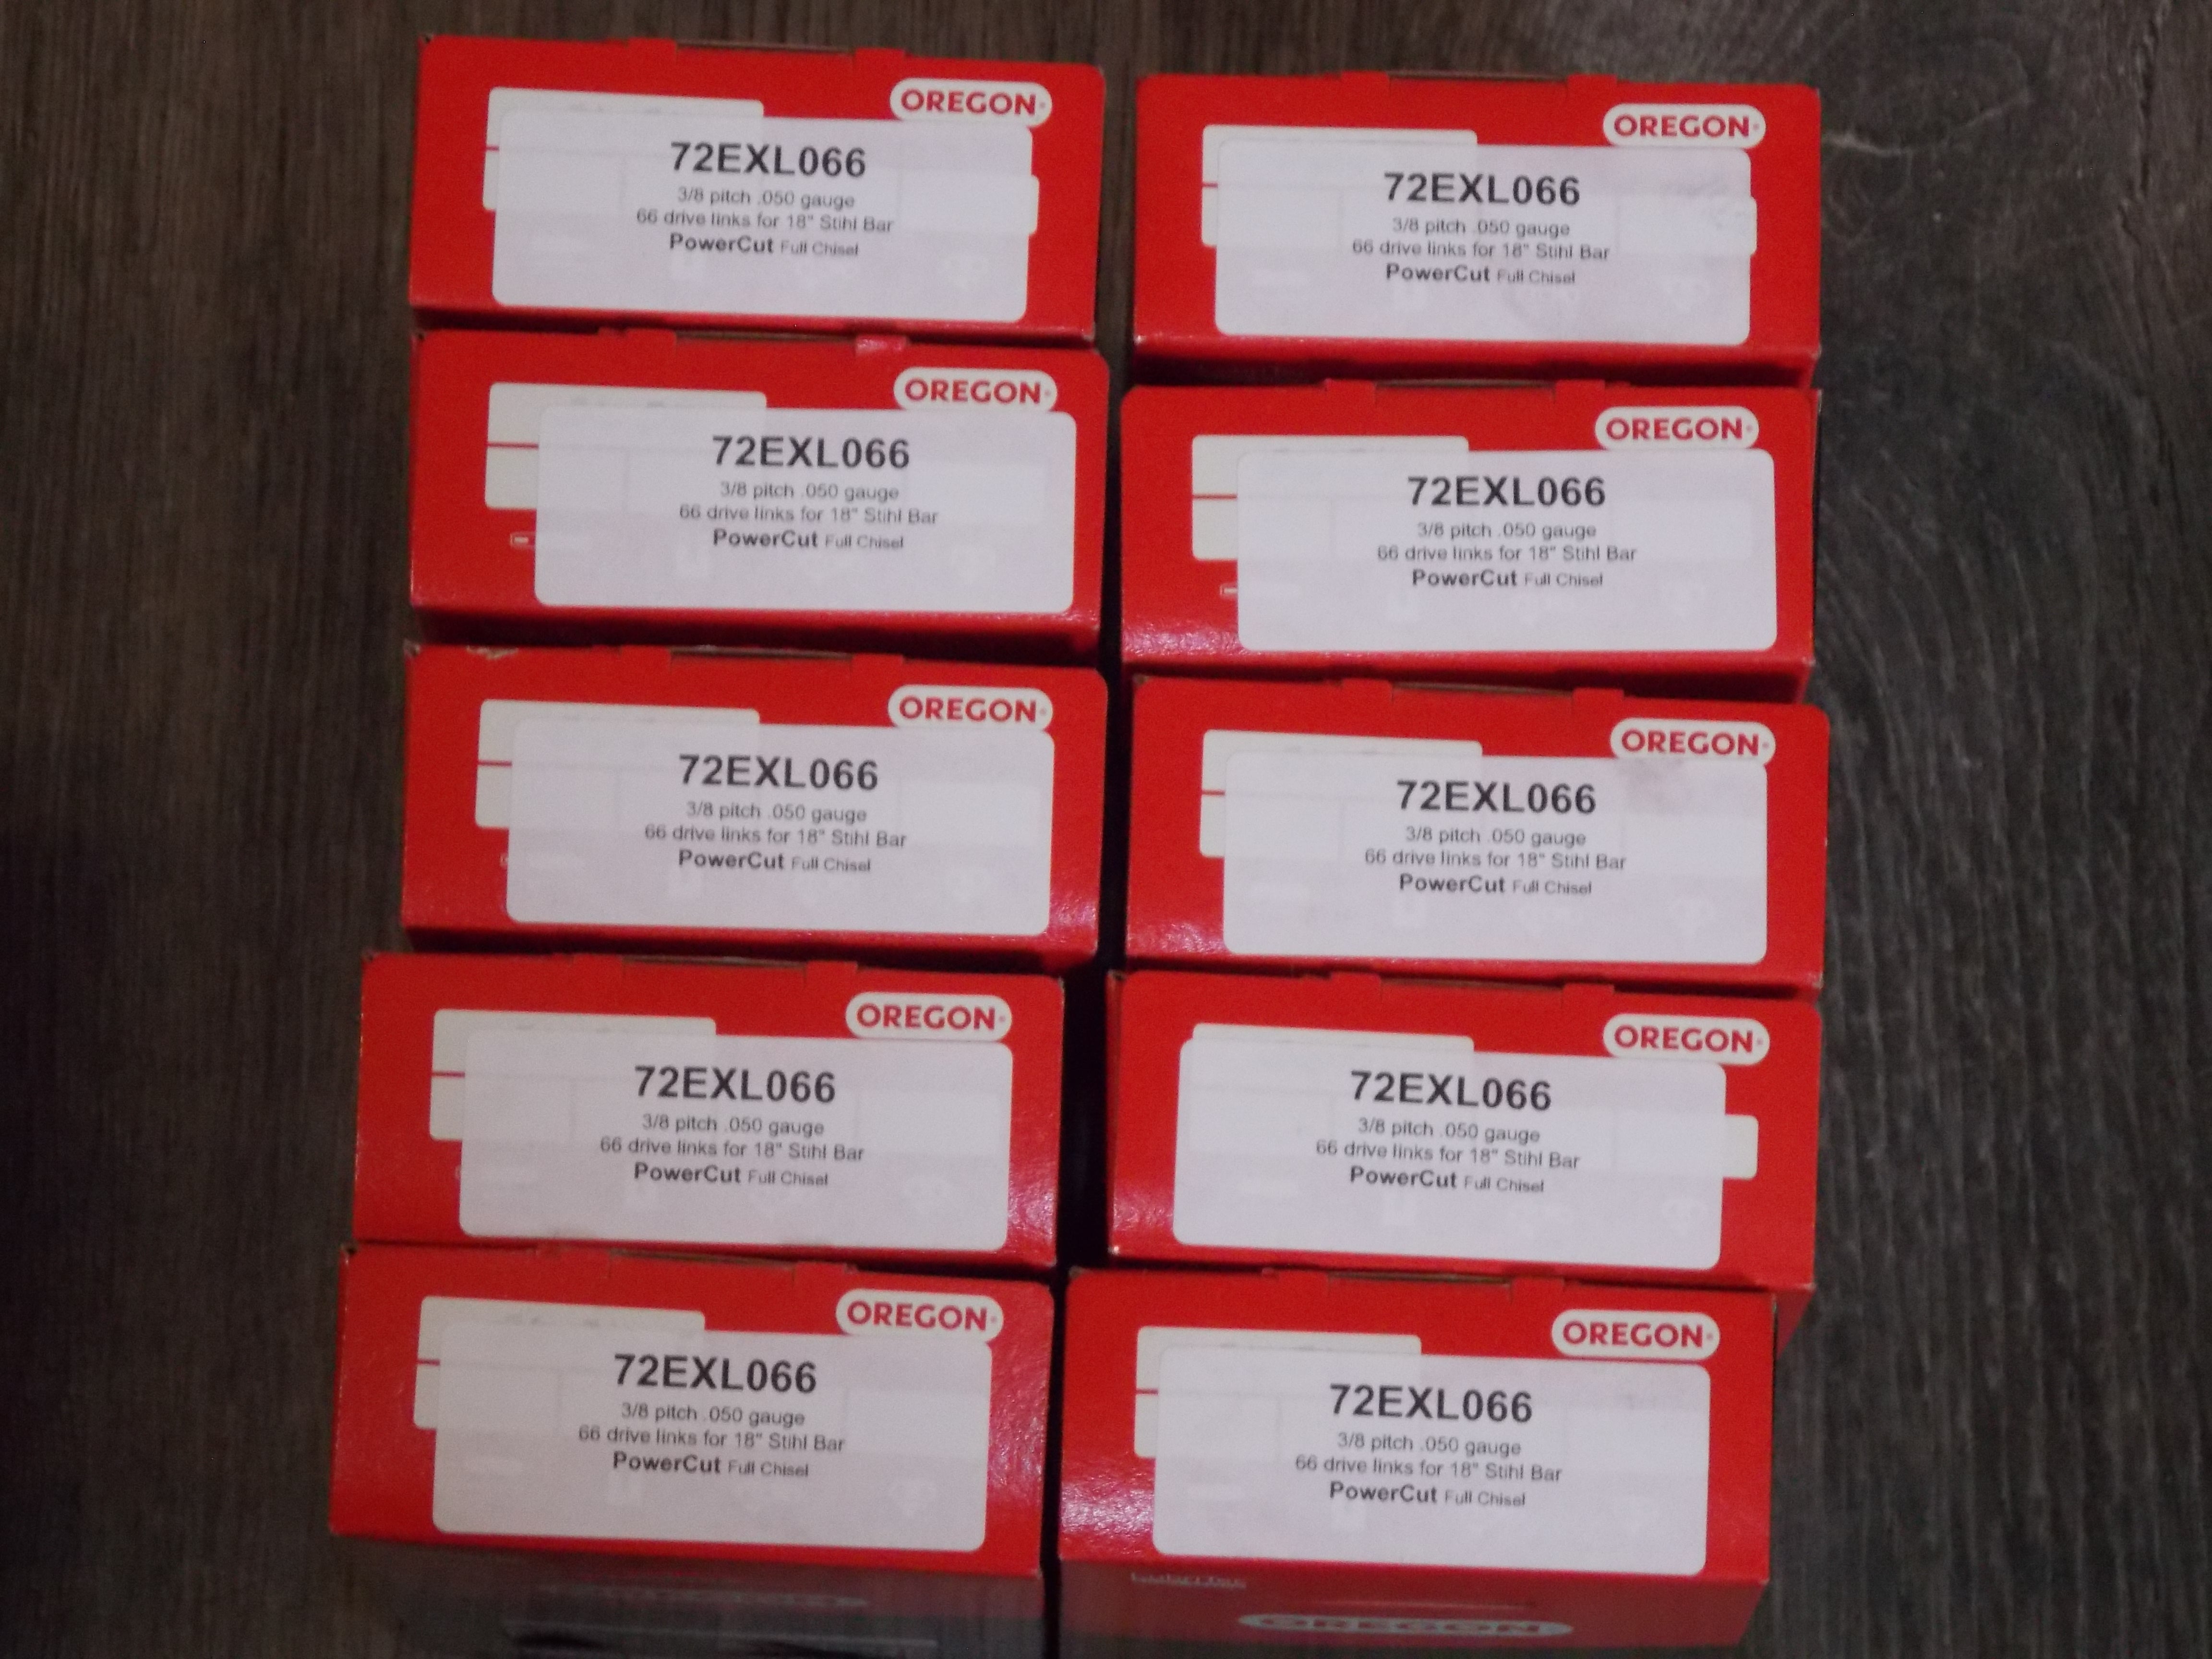 OREGON
72EXL066
3/8 pitch .050 gauge
66 drive links for 18" Stihl Bar
PowerCut Full Chisel
OREGON
72EXL066
3/8 pitch .050 gauge
66 drive links for 18" Stihl Bar
PowerCut Full Chisel
OREGON
72EXL066
3/8 pitch .050 gauge
66 drive links for 18" Stihl Bar
PowerCut Full Chisel
OREGON
72EXL066
3/8 pitch .050 gauge
66 drive links for 18" Stihl Bar
PowerCut Full Chisel
OREGON
72EXL066
3/8 pitch .050 gauge
66 drive links for 18" Stihl Bar
PowerCut Full Chisel
OREGON
72EXL066
3/8 pitch .050 gauge
66 drive links for 18" Stihl Bar
PowerCut Full Chisel
OREGON
72EXL066
3/8 pitch .050 gauge
66 drive links for 18" Stihl Bar
PowerCut Full Chisel
OREGON
72EXL066
3/8 pitch .050 gauge
66 drive links for 18" Stihl Bar
PowerCut Full Chisel
OREGON
72EXL066
3/8 pitch .050 gauge
66 drive links for 18" Stihl Bar
PowerCut Full Chisel
OREGON
72EXL066
3/8 pitch .050 gauge
66 drive links for 18" Stihl Bar
PowerCut Full Chisel
OREGON